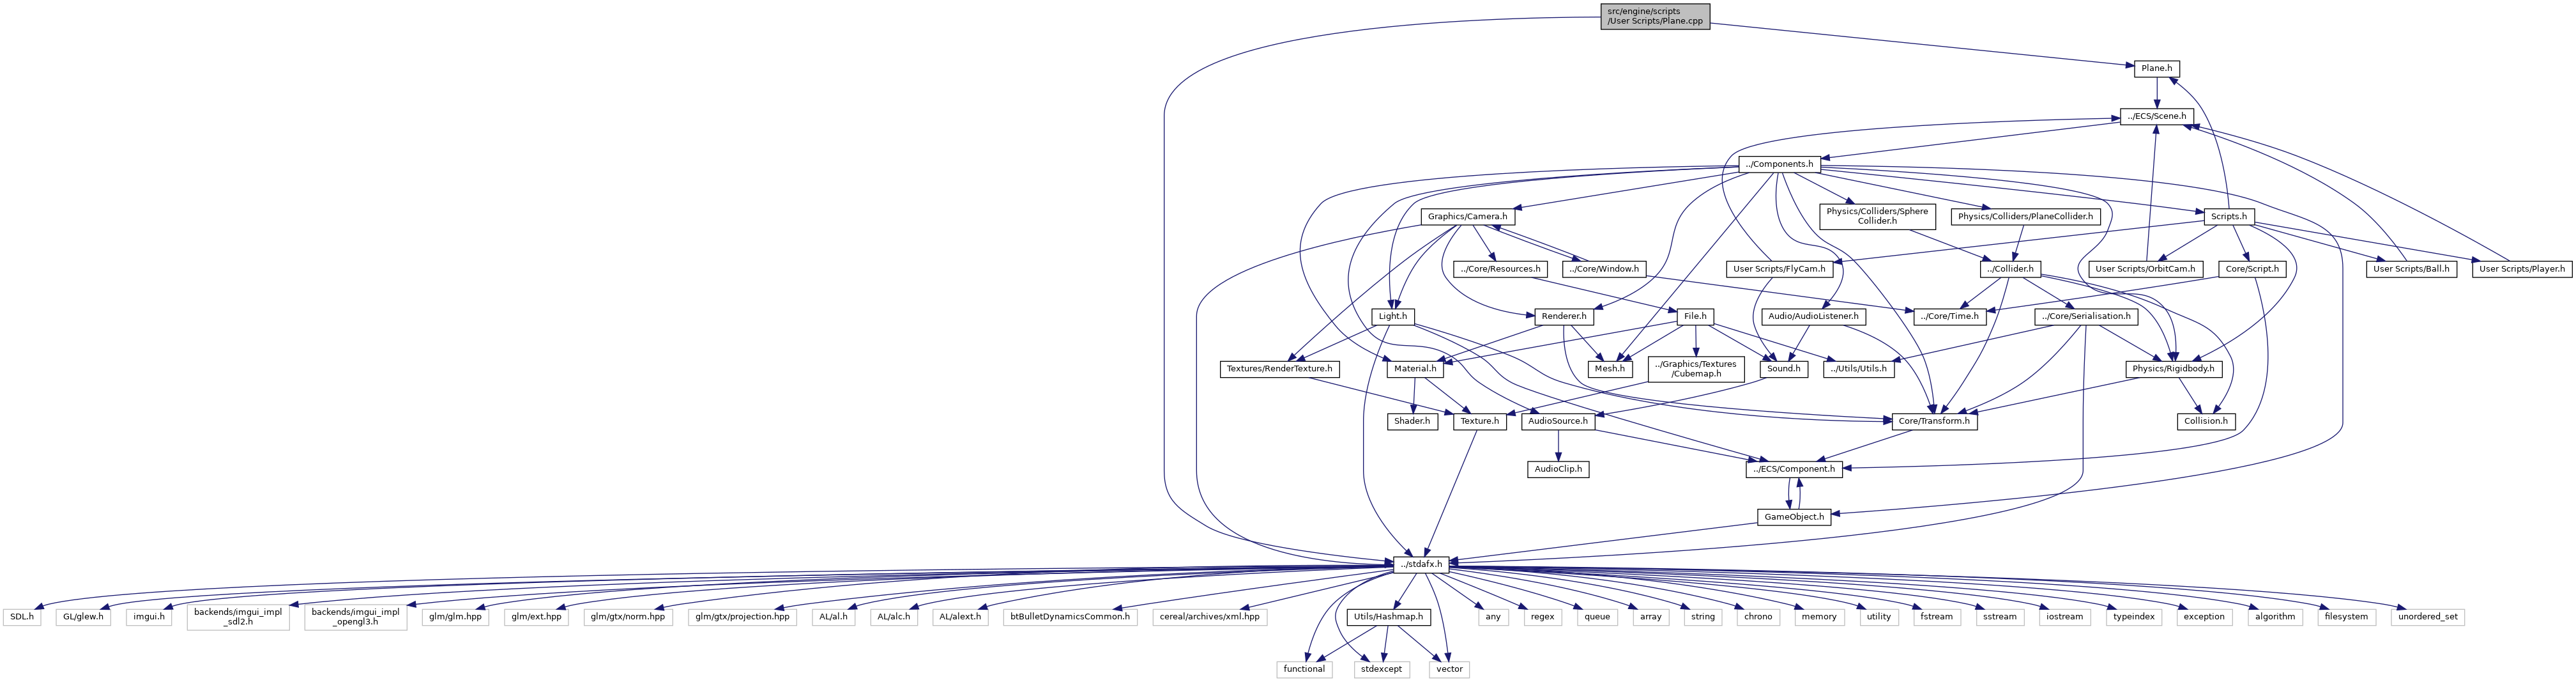 src/engine/scripts
/User Scripts/Plane.cpp
Plane.h
../ECS/Scene.h
../Components.h
Graphics/Camera.h
Physics/Colliders/Sphere
Collider.h
Physics/Colliders/PlaneCollider.h
Scripts.h
../Core/Resources.h
../Core/Window.h
User Scripts/FlyCam.h
../Collider.h
User Scripts/OrbitCam.h
Core/Script.h
User Scripts/Ball.h
User Scripts/Player.h
Light.h
Renderer.h
File.h
Audio/AudioListener.h
../Core/Time.h
../Core/Serialisation.h
Textures/RenderTexture.h
Material.h
Mesh.h
../Graphics/Textures
/Cubemap.h
Sound.h
../Utils/Utils.h
Physics/Rigidbody.h
Shader.h
Texture.h
AudioSource.h
Core/Transform.h
Collision.h
AudioClip.h
../ECS/Component.h
GameObject.h
../stdafx.h
SDL.h
GL/glew.h
imgui.h
backends/imgui_impl
_sdl2.h
backends/imgui_impl
_opengl3.h
glm/glm.hpp
glm/ext.hpp
glm/gtx/norm.hpp
glm/gtx/projection.hpp
AL/al.h
AL/alc.h
AL/alext.h
btBulletDynamicsCommon.h
cereal/archives/xml.hpp
Utils/Hashmap.h
any
regex
queue
array
string
chrono
memory
utility
fstream
sstream
iostream
typeindex
exception
algorithm
filesystem
unordered_set
functional
stdexcept
vector